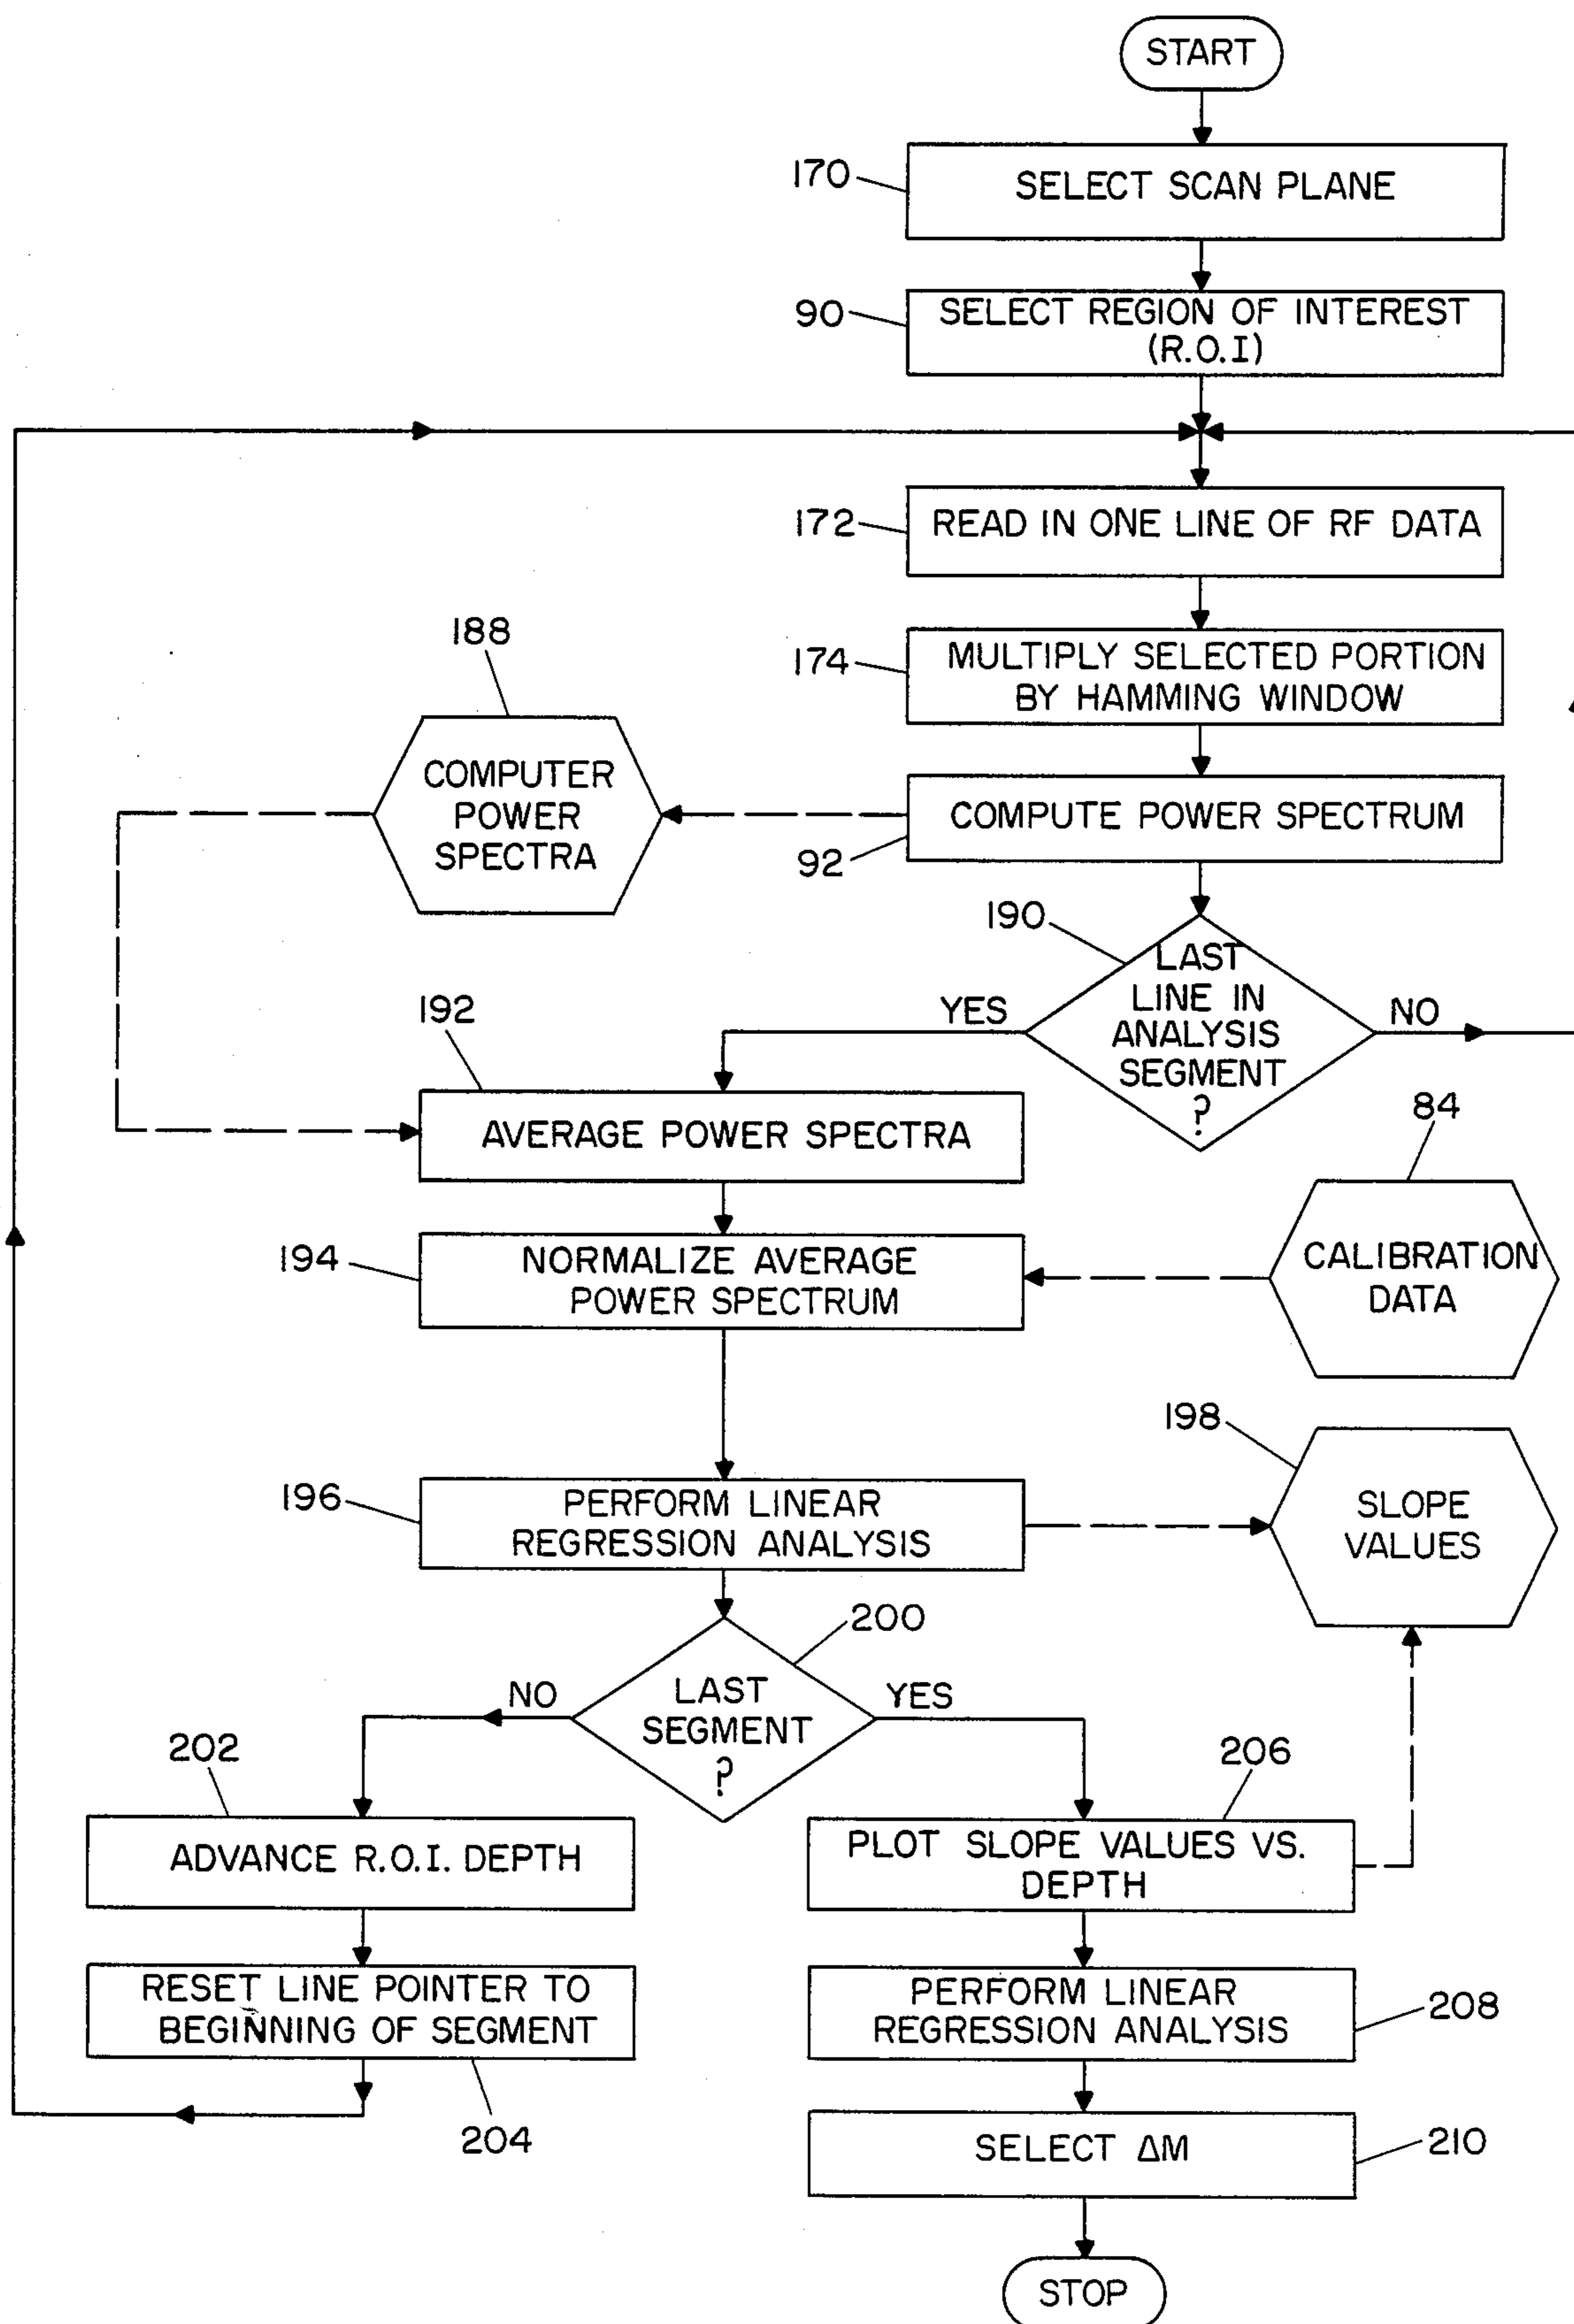 START
170
SELECT SCAN PLANE
90
SELECT REGION OF INTEREST
(R.O.I)
172
READ IN ONE LINE OF RF DATA
174
MULTIPLY SELECTED PORTION
BY HAMMING WINDOW
188
COMPUTER
POWER
SPECTRA
COMPUTE POWER SPECTRUM
92
190
LAST
LINE IN
ANALYSIS
SEGMENT
?
YES
NO
192
AVERAGE POWER SPECTRA
84
CALIBRATION
DATA
194
NORMALIZE AVERAGE
POWER SPECTRUM
198
SLOPE
VALUES
196
PERFORM LINEAR
REGRESSION ANALYSIS
200
LAST
SEGMENT
?
NO
YES
202
ADVANCE R.O.I. DEPTH
206
PLOT SLOPE VALUES VS.
DEPTH
RESET LINE POINTER TO
BEGINNING OF SEGMENT
204
PERFORM LINEAR
REGRESSION ANALYSIS
208
SELECT ΔM
210
STOP